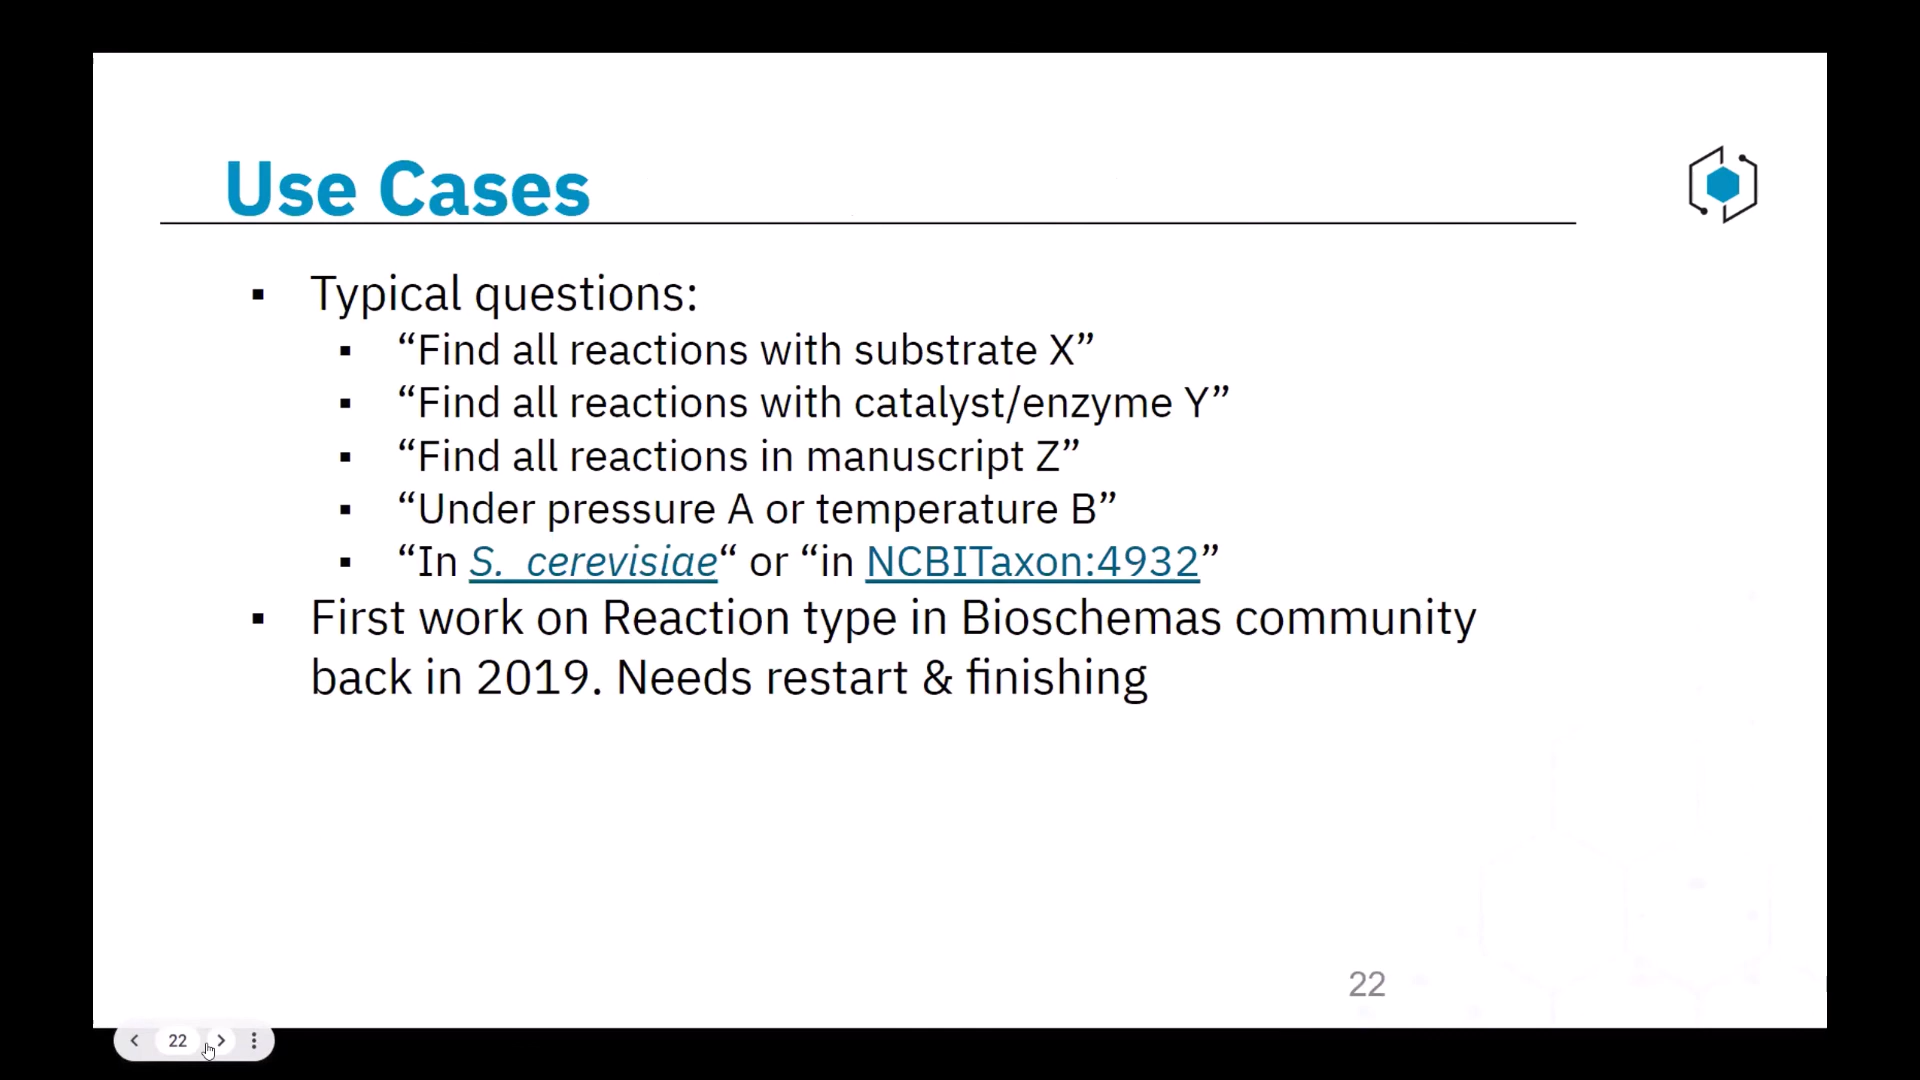 Use Cases
▪ Typical questions:
▪ “Find all reactions with substrate X”
▪ “Find all reactions with catalyst/enzyme Y”
▪ “Find all reactions in manuscript Z”
▪ “Under pressure A or temperature B”
▪ “In S. cerevisiae“ or “in NCBITaxon:4932”
▪ First work on Reaction type in Bioschemas community
back in 2019. Needs restart & finishing
22
22